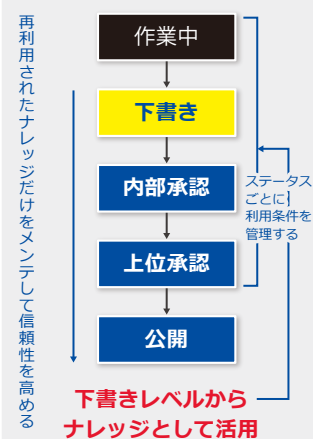 再利用されたナレッジだけをメンテして信頼性を高める
作業中
下書き
内部承認
上位承認
公開
ステータス
ごとに
利用条件を
管理する
下書きレベルから
ナレッジとして活用